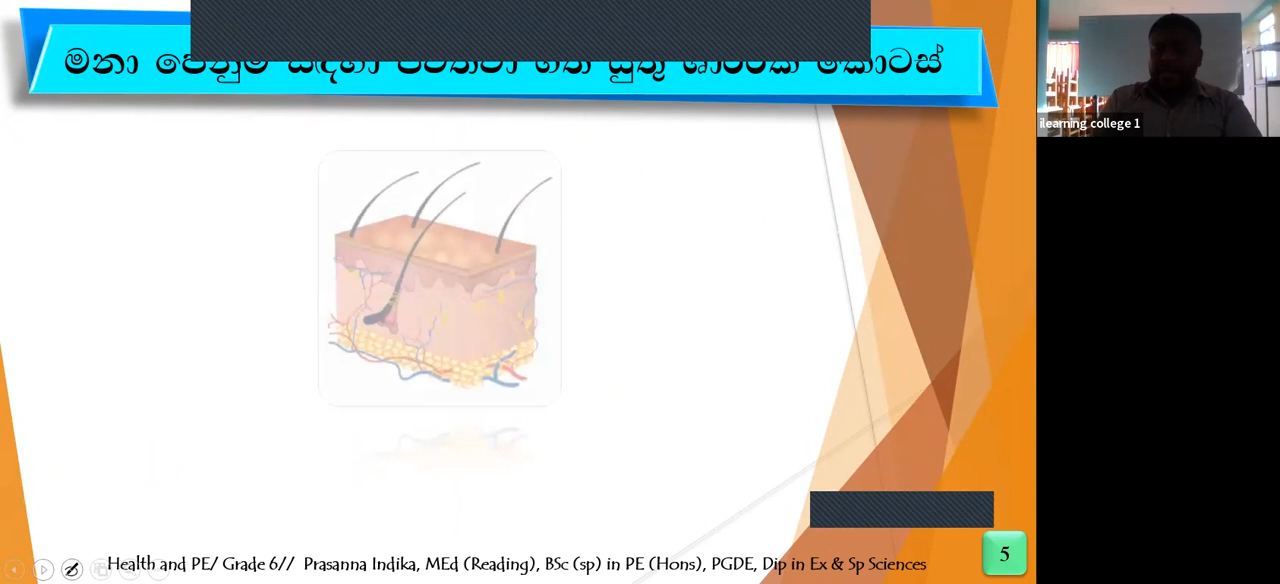 මනා පෙනුම සඳහා පවත්වා ගත යුතු ශාරීරික කොටස්
ilearning college 1
Health and PE/ Grade 6// Prasanna Indika, MEd (Reading), BSc (sp) in PE (Hons), PGDE, Dip in Ex & Sp Sciences
5